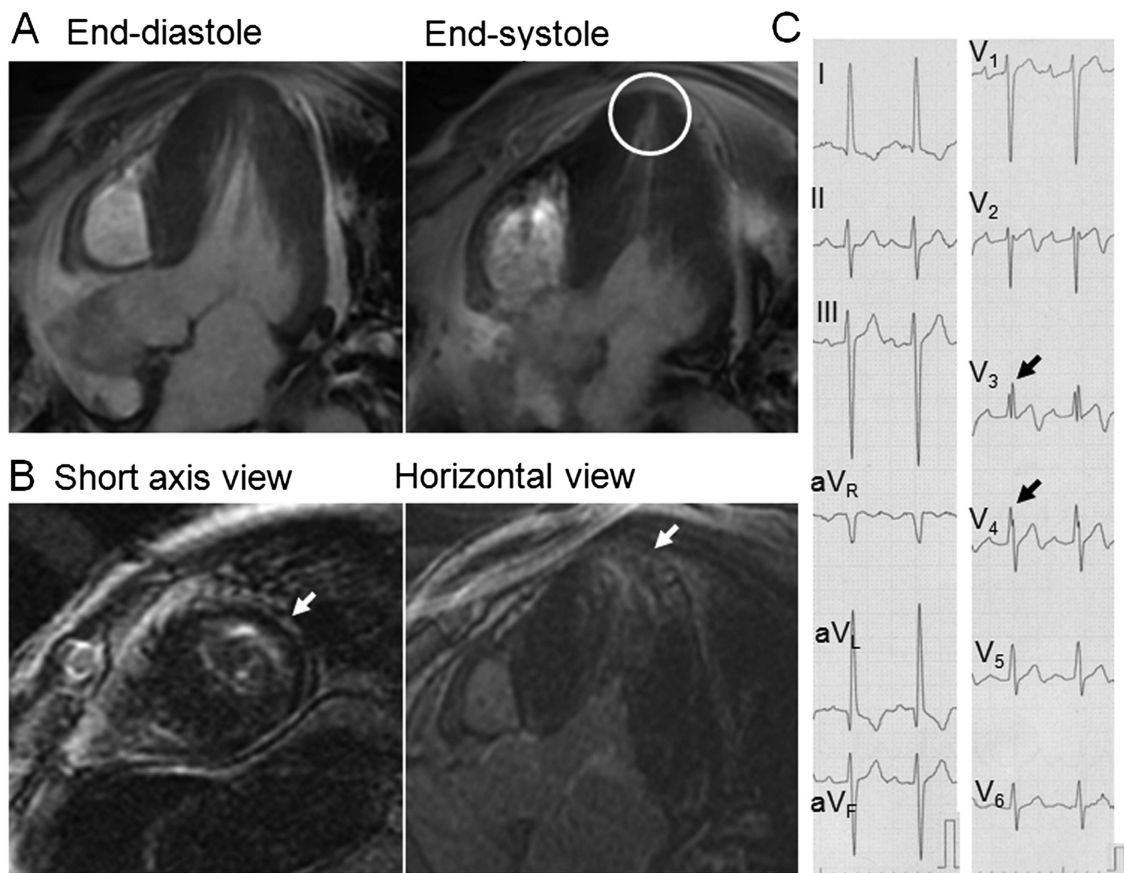 A End-diastole End-systole C
B Short axis view Horizontal view
I
II
III
aVR
aVL
aVF
V1
V2
V3
V4
V5
V6